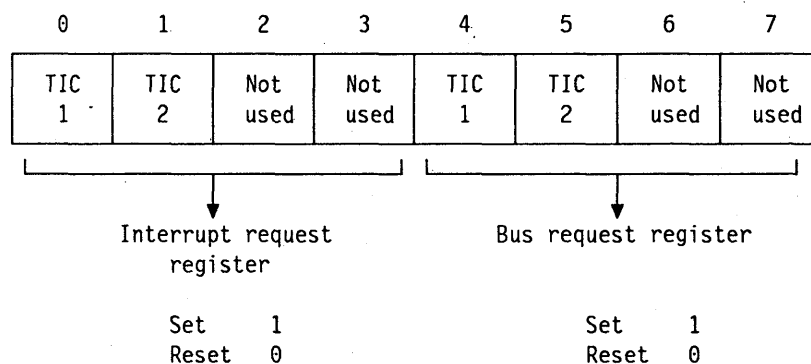 0 1 2 3 4 5 6 7
TIC TIC Not Not TIC TIC Not Not
1 2 used used 1 2 used used
Interrupt request Bus request register
register
Set 1 Set 1
Reset 0 Reset 0